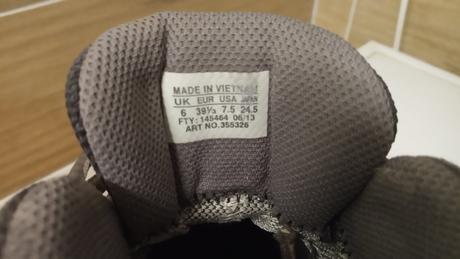 MADE IN VIETNAM
UK EUR USA JAPAN
6 39⅓ 7.5 24.5
FTY: 145464 06/13
ART NO.355326